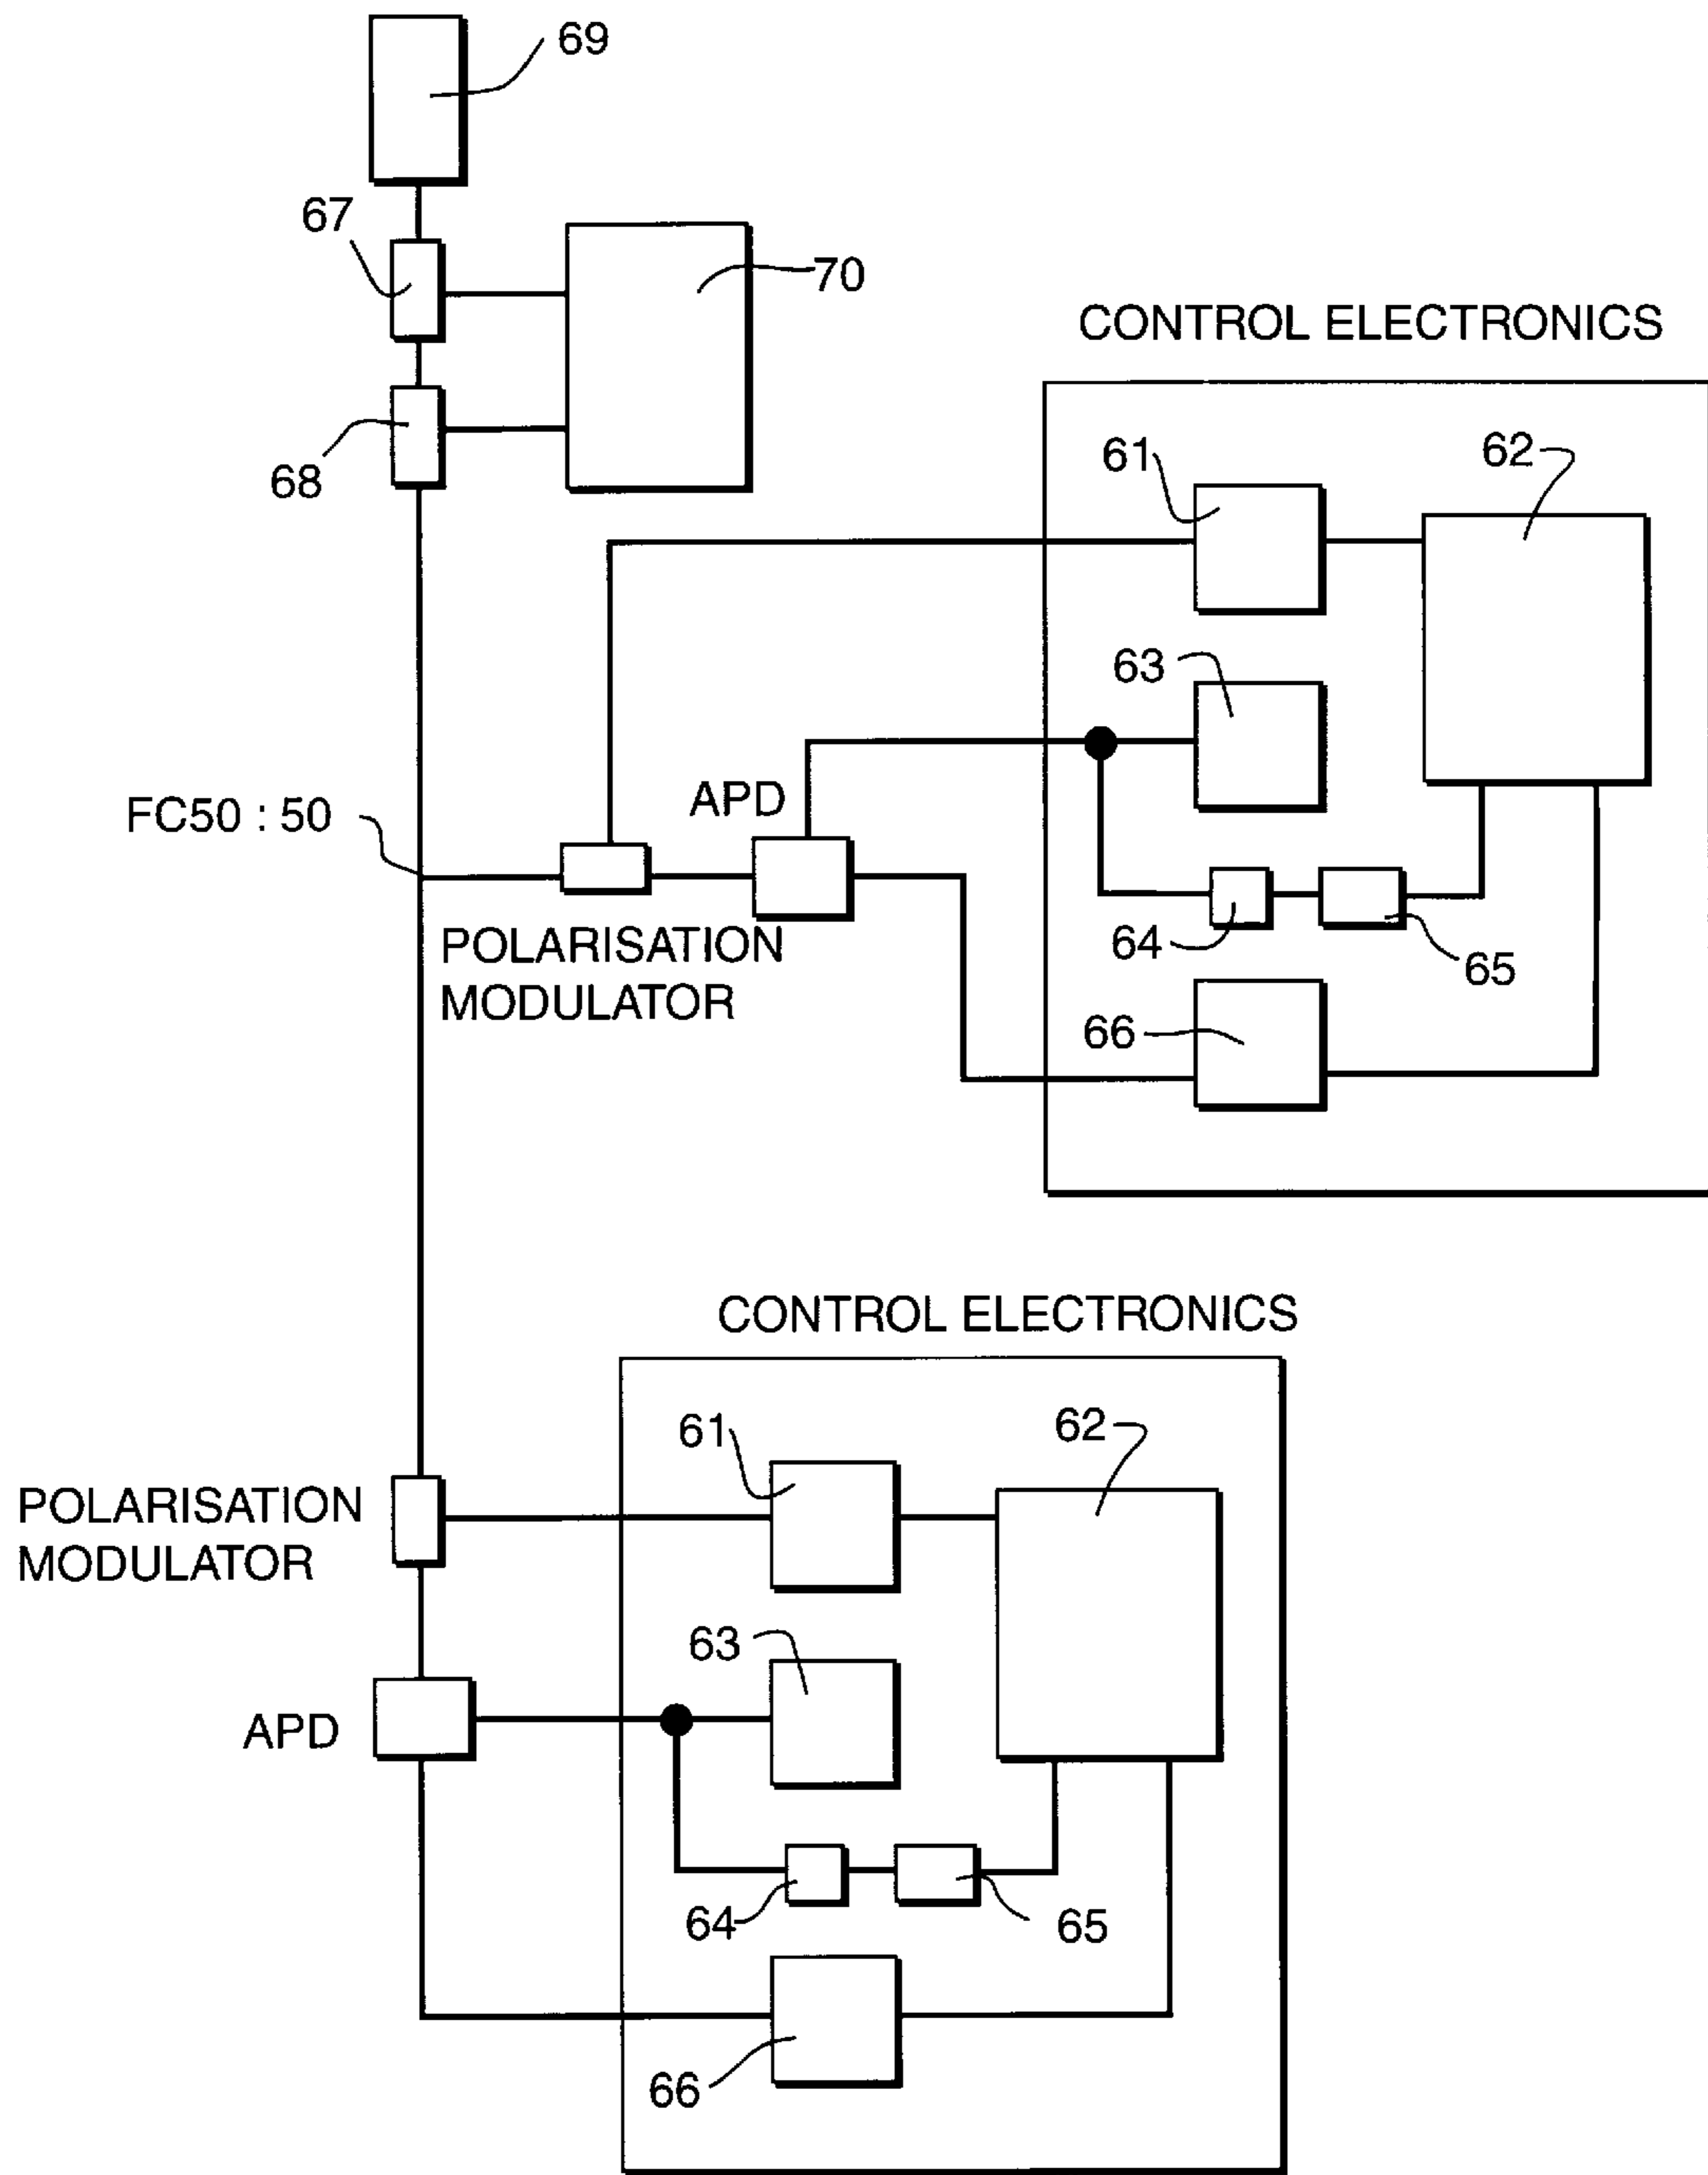 69
67
70
68
CONTROL ELECTRONICS
61
62
63
APD
FC50 : 50
64
65
POLARISATION
MODULATOR
66
CONTROL ELECTRONICS
61
62
POLARISATION
MODULATOR
63
APD
64
65
66